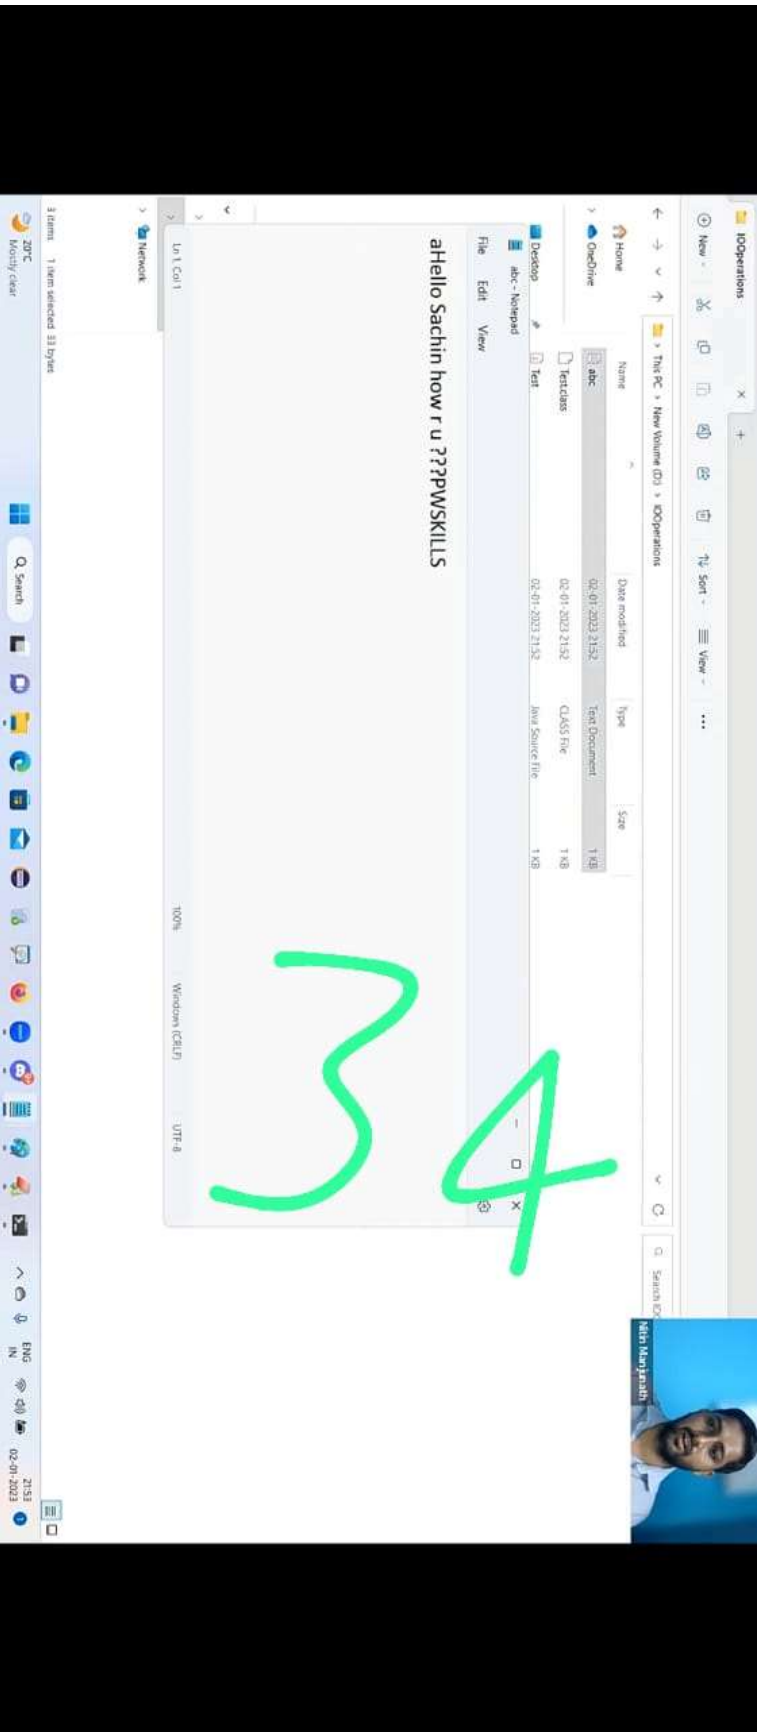 IOOperations
New
Sort
View
This PC > New Volume (D:) > IOOperations
Home
OneDrive
Desktop
Network
Name Date modified Type Size
abc 02-01-2023 21:52 Text Document 1 KB
Test.class 02-01-2023 21:52 CLASS File 1 KB
Test 02-01-2023 21:52 Java Source File 1 KB
Nitin Manjunath
abc - Notepad
File Edit View
aHello Sachin how r u ???PWSKILLS
34
Ln 1, Col 1 100% Windows (CRLF) UTF-8
3 items 1 item selected 33 bytes
20°C
Mostly clear
Search
ENG
IN
21:53
02-01-2023